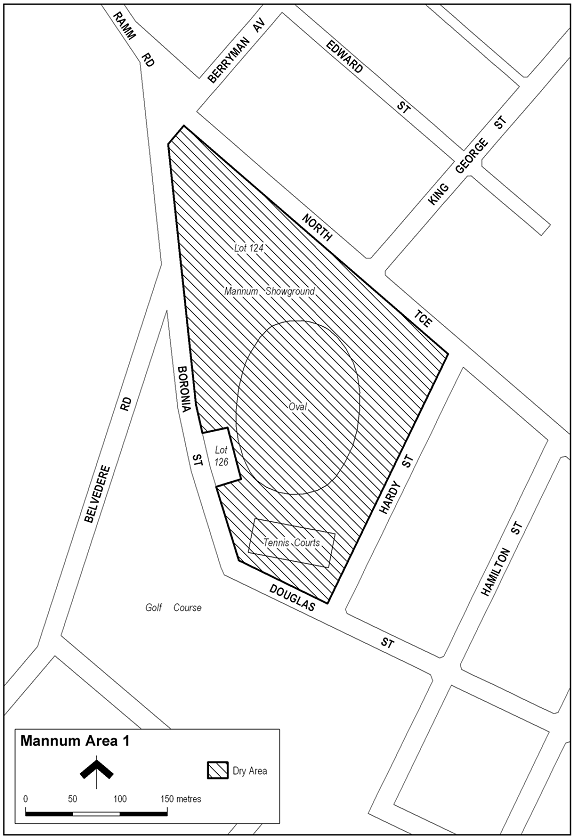 RAMM RD
BERRYMAN AV
EDWARD ST
KING GEORGE ST
NORTH TCE
Lot 124
Mannum Showground
Oval
BORONIA ST
Lot
126
BELVEDERE RD
HARDY ST
HAMILTON ST
Tennis Courts
DOUGLAS ST
Golf Course
Mannum Area 1
Dry Area
0 50 100 150 metres